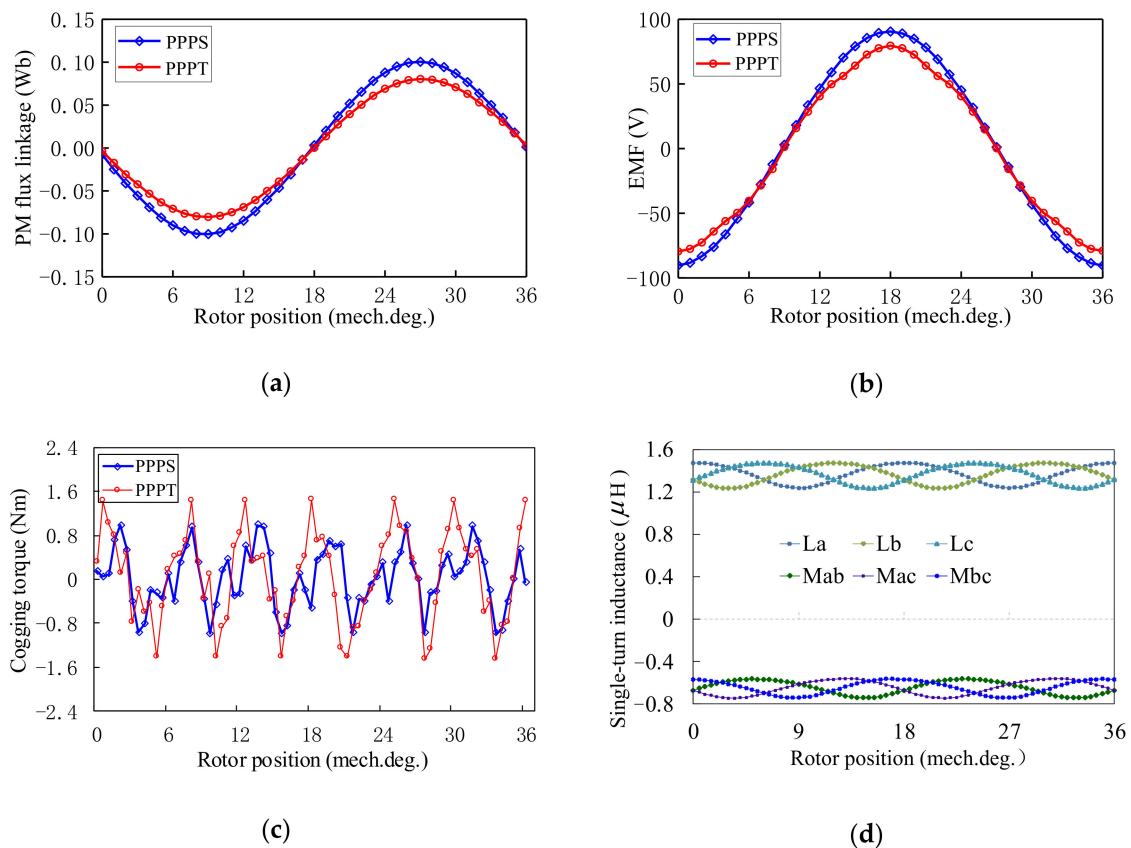 0.15
0.10
0.05
0.00
−0.05
−0.10
−0.15
PM flux linkage (Wb)
PPPS
PPPT
0 6 12 18 24 30 36
Rotor position (mech.deg.)
(a)
100
50
0
−50
−100
EMF (V)
PPPS
PPPT
0 6 12 18 24 30 36
Rotor position (mech.deg.)
(b)
2.4
1.6
0.8
0
−0.8
−1.6
−2.4
Cogging torque (Nm)
PPPS
PPPT
0 6 12 18 24 30 36
Rotor position (mech.deg.)
(c)
1.6
1.2
0.8
0.4
0
−0.4
−0.8
Single-turn inductance (μH)
La Lb Lc
Mab Mac Mbc
0 9 18 27 36
Rotor position (mech.deg.)
(d)